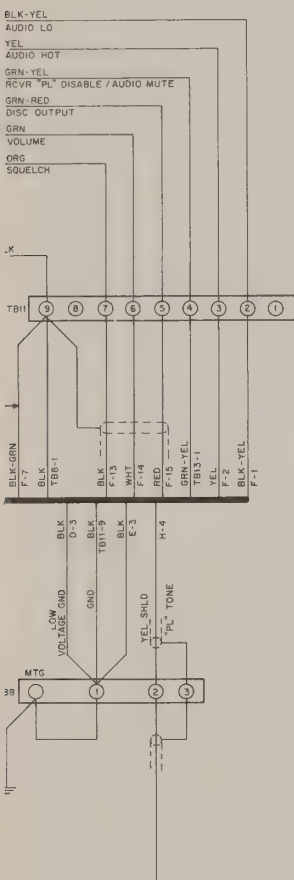 BLK-YEL
AUDIO LO
YEL
AUDIO HOT
GRN-YEL
RCVR "PL" DISABLE / AUDIO MUTE
GRN-RED
DISC OUTPUT
GRN
VOLUME
ORG
SQUELCH
TB11 9 8 7 6 5 4 3 2 1
BLK-GRN
F-7
BLK
TB8-1
BLK
F-13
WHT
F-14
RED
F-15
GRN-YEL
TB13-1
YEL
F-2
BLK-YEL
F-1
LOW
VOLTAGE GND
BLK
D-3
GND
BLK
TB11-9
BLK
E-3
YEL SHLD
H-4
"PL" TONE
MTG
1 2 3